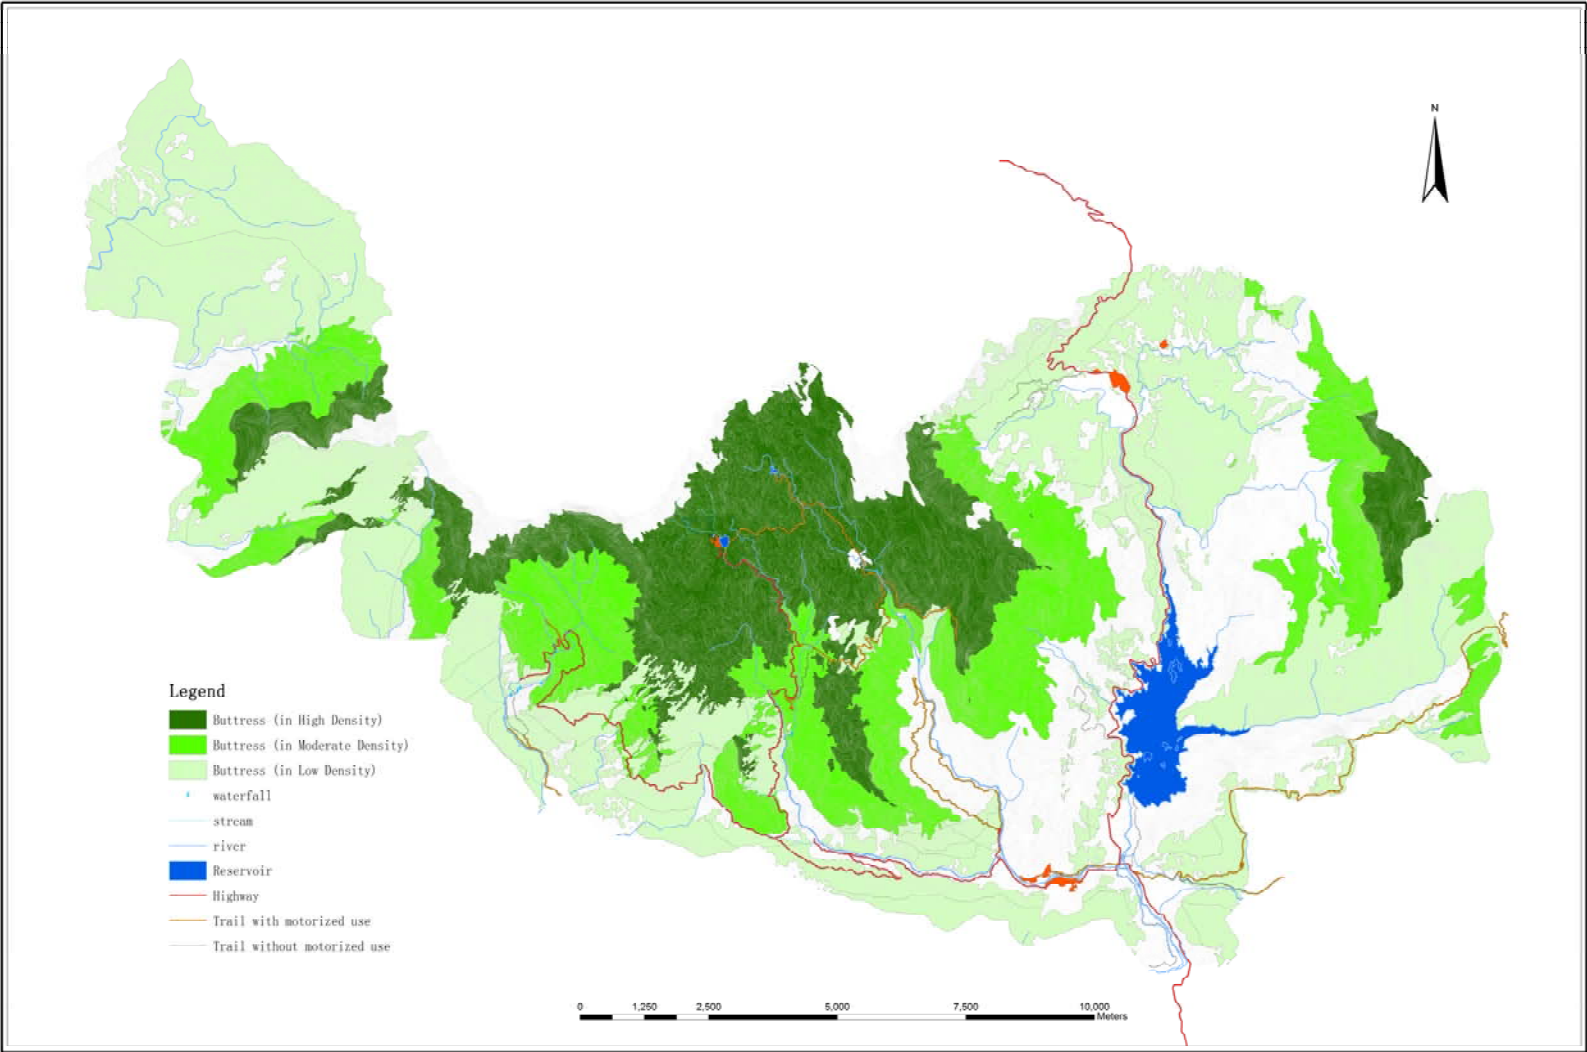 N
Legend
Buttress (in High Density)
Buttress (in Moderate Density)
Buttress (in Low Density)
waterfall
stream
river
Reservoir
Highway
Trail with motorized use
Trail without motorized use
0 1,250 2,500 5,000 7,500 10,000
Meters